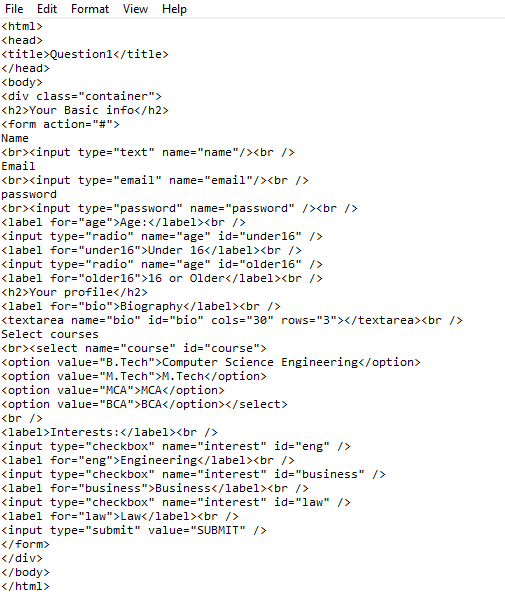 File Edit Format View Help
<html>
<head>
<title>Question1</title>
</head>
<body>
<div class="container">
<h2>Your Basic info</h2>
<form action="#">
Name
<br><input type="text" name="name"/><br />
Email
<br><input type="email" name="email"/><br />
password
<br><input type="password" name="password" /><br />
<label for="age">Age:</label><br />
<input type="radio" name="age" id="under16" />
<label for="under16">Under 16</label><br />
<input type="radio" name="age" id="older16" />
<label for="older16">16 or Older</label><br />
<h2>Your profile</h2>
<label for="bio">Biography</label><br />
<textarea name="bio" id="bio" cols="30" rows="3"></textarea><br />
Select courses
<br><select name="course" id="course">
<option value="B.Tech">Computer Science Engineering</option>
<option value="M.Tech">M.Tech</option>
<option value="MCA">MCA</option>
<option value="BCA">BCA</option></select>
<br />
<label>Interests:</label><br />
<input type="checkbox" name="interest" id="eng" />
<label for="eng">Engineering</label><br />
<input type="checkbox" name="interest" id="business" />
<label for="business">Business</label><br />
<input type="checkbox" name="interest" id="law" />
<label for="law">Law</label><br />
<input type="submit" value="SUBMIT" />
</form>
</div>
</body>
</html>